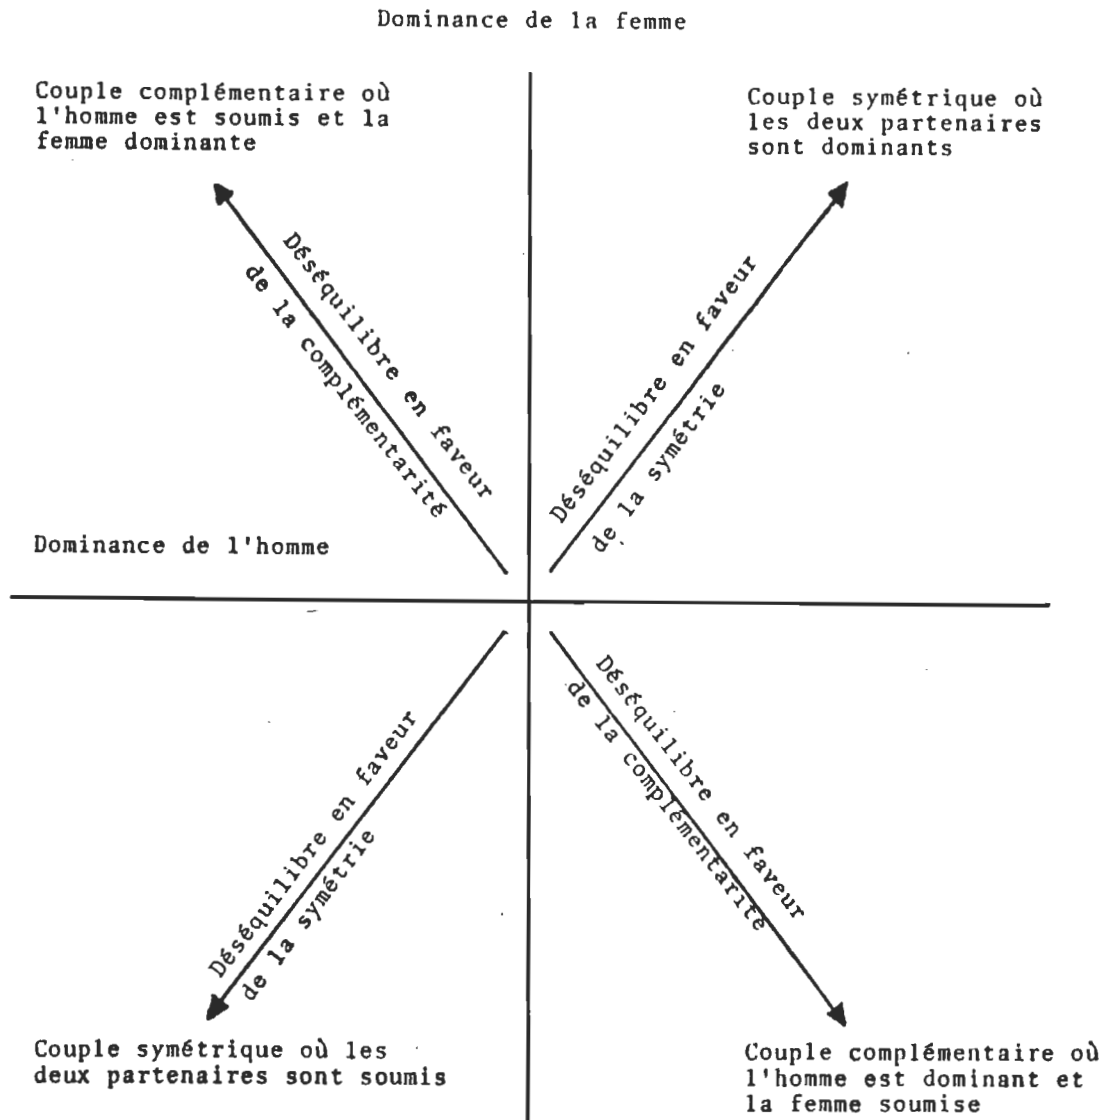 Dominance de la femme
Couple complémentaire où
l'homme est soumis et la
femme dominante
Couple symétrique où
les deux partenaires
sont dominants
Déséquilibre en faveur
de la complémentarité
Déséquilibre en faveur
de la symétrie
Dominance de l'homme
Déséquilibre en faveur
de la symétrie
Déséquilibre en faveur
de la complémentarité
Couple symétrique où les
deux partenaires sont soumis
Couple complémentaire où
l'homme est dominant et
la femme soumise